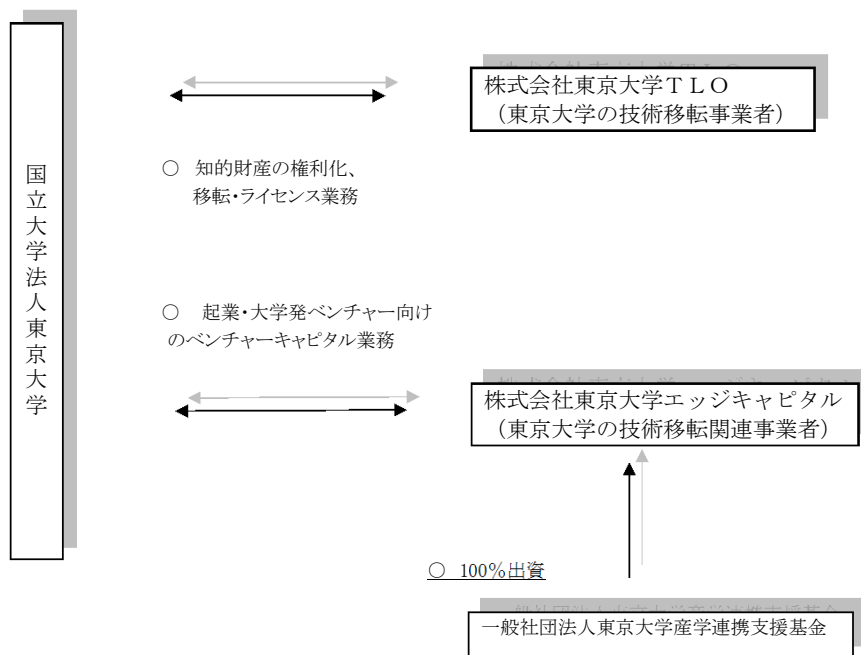 国立大学法人東京大学
株式会社東京大学TLO
（東京大学の技術移転事業者）
○ 知的財産の権利化、
移転・ライセンス業務
○ 起業・大学発ベンチャー向け
のベンチャーキャピタル業務
株式会社東京大学エッジキャピタル
（東京大学の技術移転関連事業者）
○ 100%出資
一般社団法人東京大学産学連携支援基金